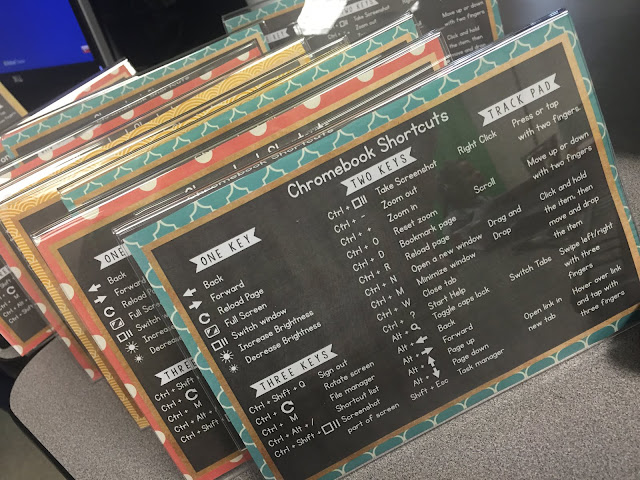 Chromebook Shortcuts
ONE KEY
← Back
→ Forward
Reload Page
Full Screen
Switch window
Increase Brightness
Decrease Brightness
THREE KEYS
Ctrl + Shift + Q Sign out
Rotate screen
File manager
Ctrl + Alt + / Shortcut list
Ctrl + Shift + Screenshot
part of screen
TWO KEYS
Ctrl + Take Screenshot
Ctrl + - Zoom out
Ctrl + + Zoom in
Ctrl + 0 Reset zoom
Ctrl + D Bookmark page
Ctrl + R Reload page
Ctrl + N Open a new window
Ctrl + M Minimize window
Ctrl + W Close tab
Ctrl + ? Start Help
Alt + Toggle caps lock
Alt + ← Back
Alt + → Forward
Alt + ↑ Page up
Alt + ↓ Page down
Shift + Esc Task manager
TRACK PAD
Right Click
Press or tap
with two fingers.
Scroll
Move up or down
with two fingers
Drag and
Drop
Click and hold
the item, then
move and drop
the item
Switch Tabs
Swipe left/right
with three
fingers
Open link in
new tab
Hover over link
and tap with
three fingers